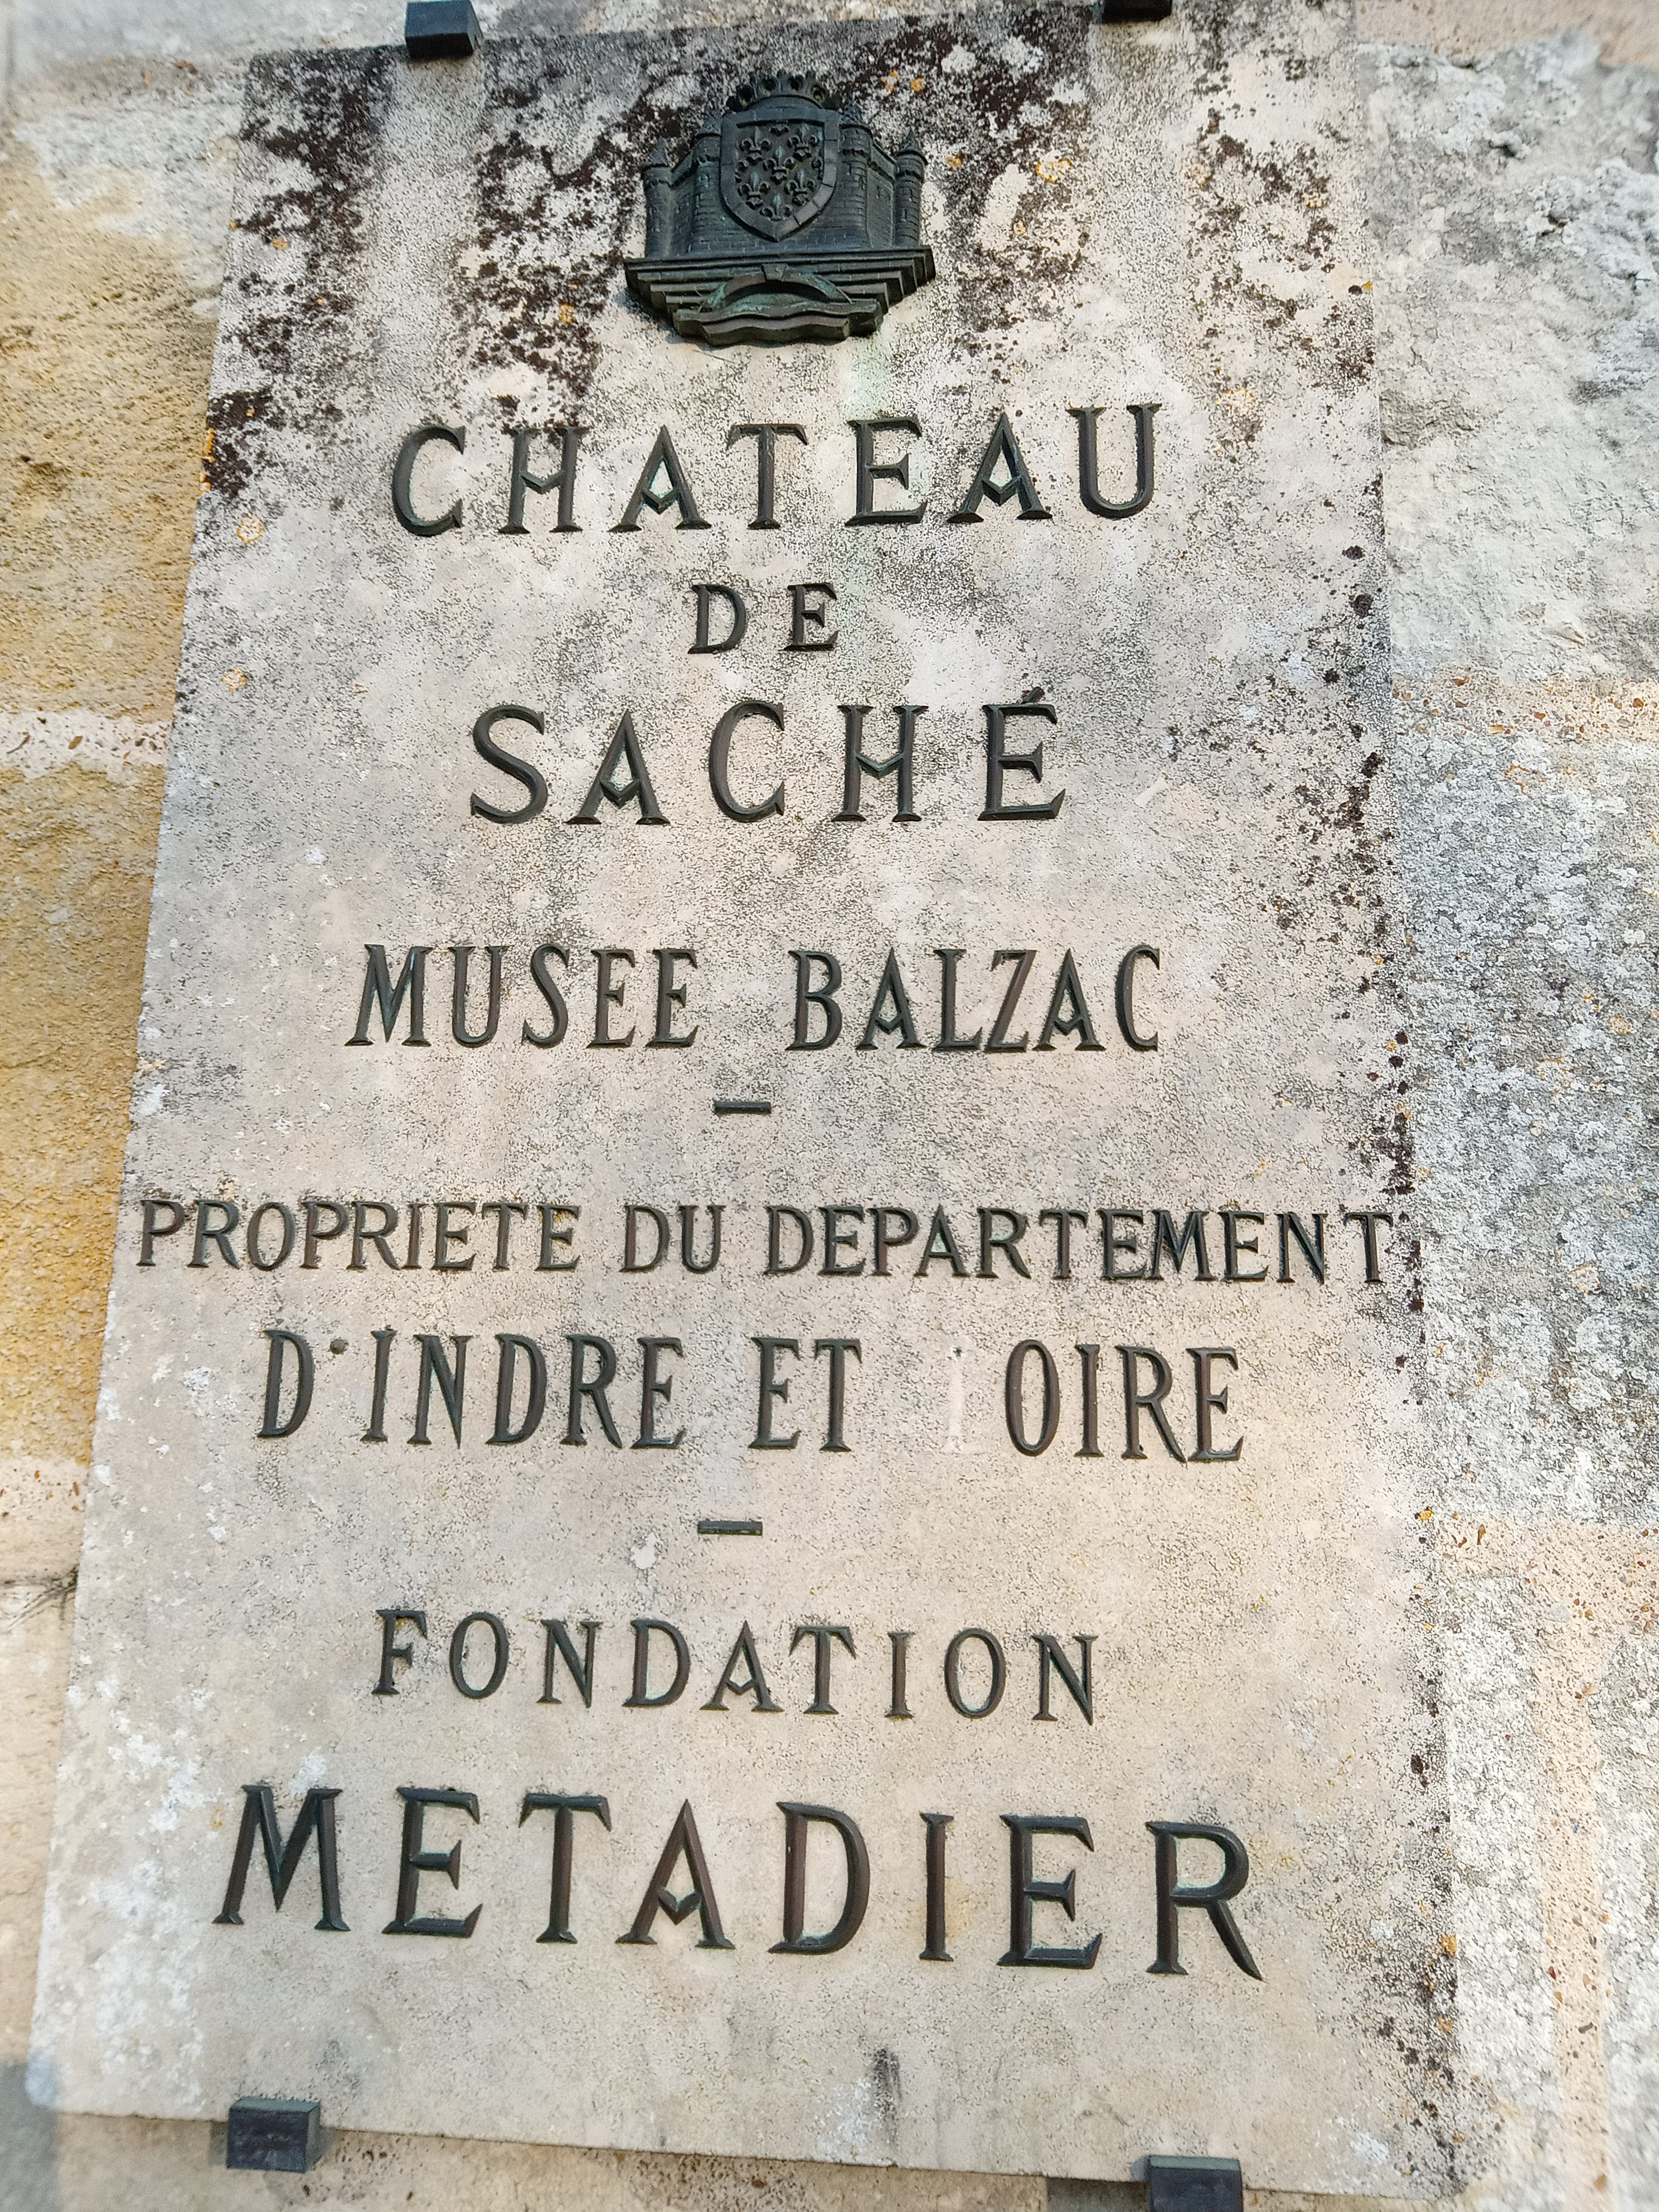 CHATEAU
DE
SACHÉ
MUSEE BALZAC
—
PROPRIETE DU DEPARTEMENT
D'INDRE ET  OIRE
—
FONDATION
METADIER